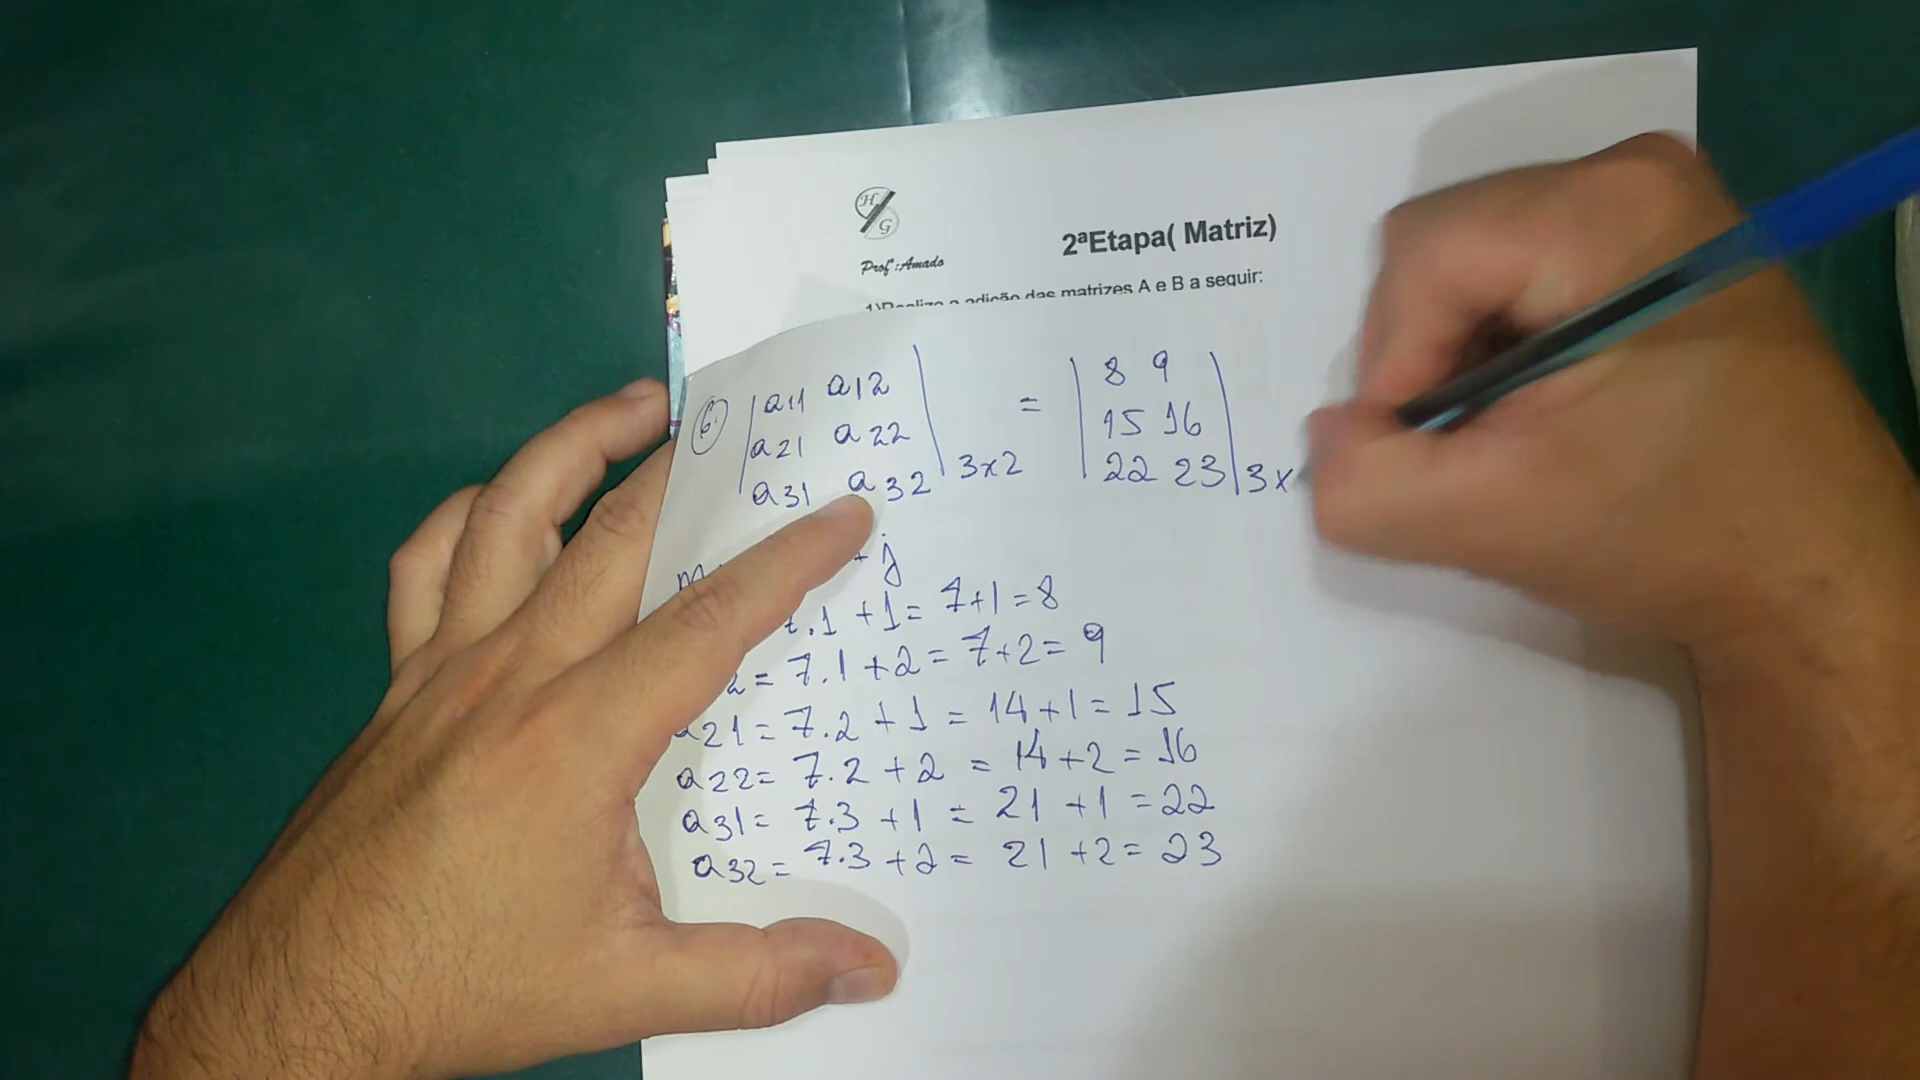 H G
2ªEtapa( Matriz)
Profº:Amado
1)Realize a adição das matrizes A e B a seguir:
6. | a11 a12 | = | 8 9 |
| a21 a22 | | 15 16 |
| a31 a32 | 3x2 | 22 23 | 3x
m + j
7.1 +1= 7+1=8
2= 7.1 +2= 7+2= 9
a21= 7.2 +1 = 14+1= 15
a22= 7.2 +2 = 14+2=16
a31= 7.3 +1 = 21 +1 =22
a32= 7.3 +2= 21 +2= 23